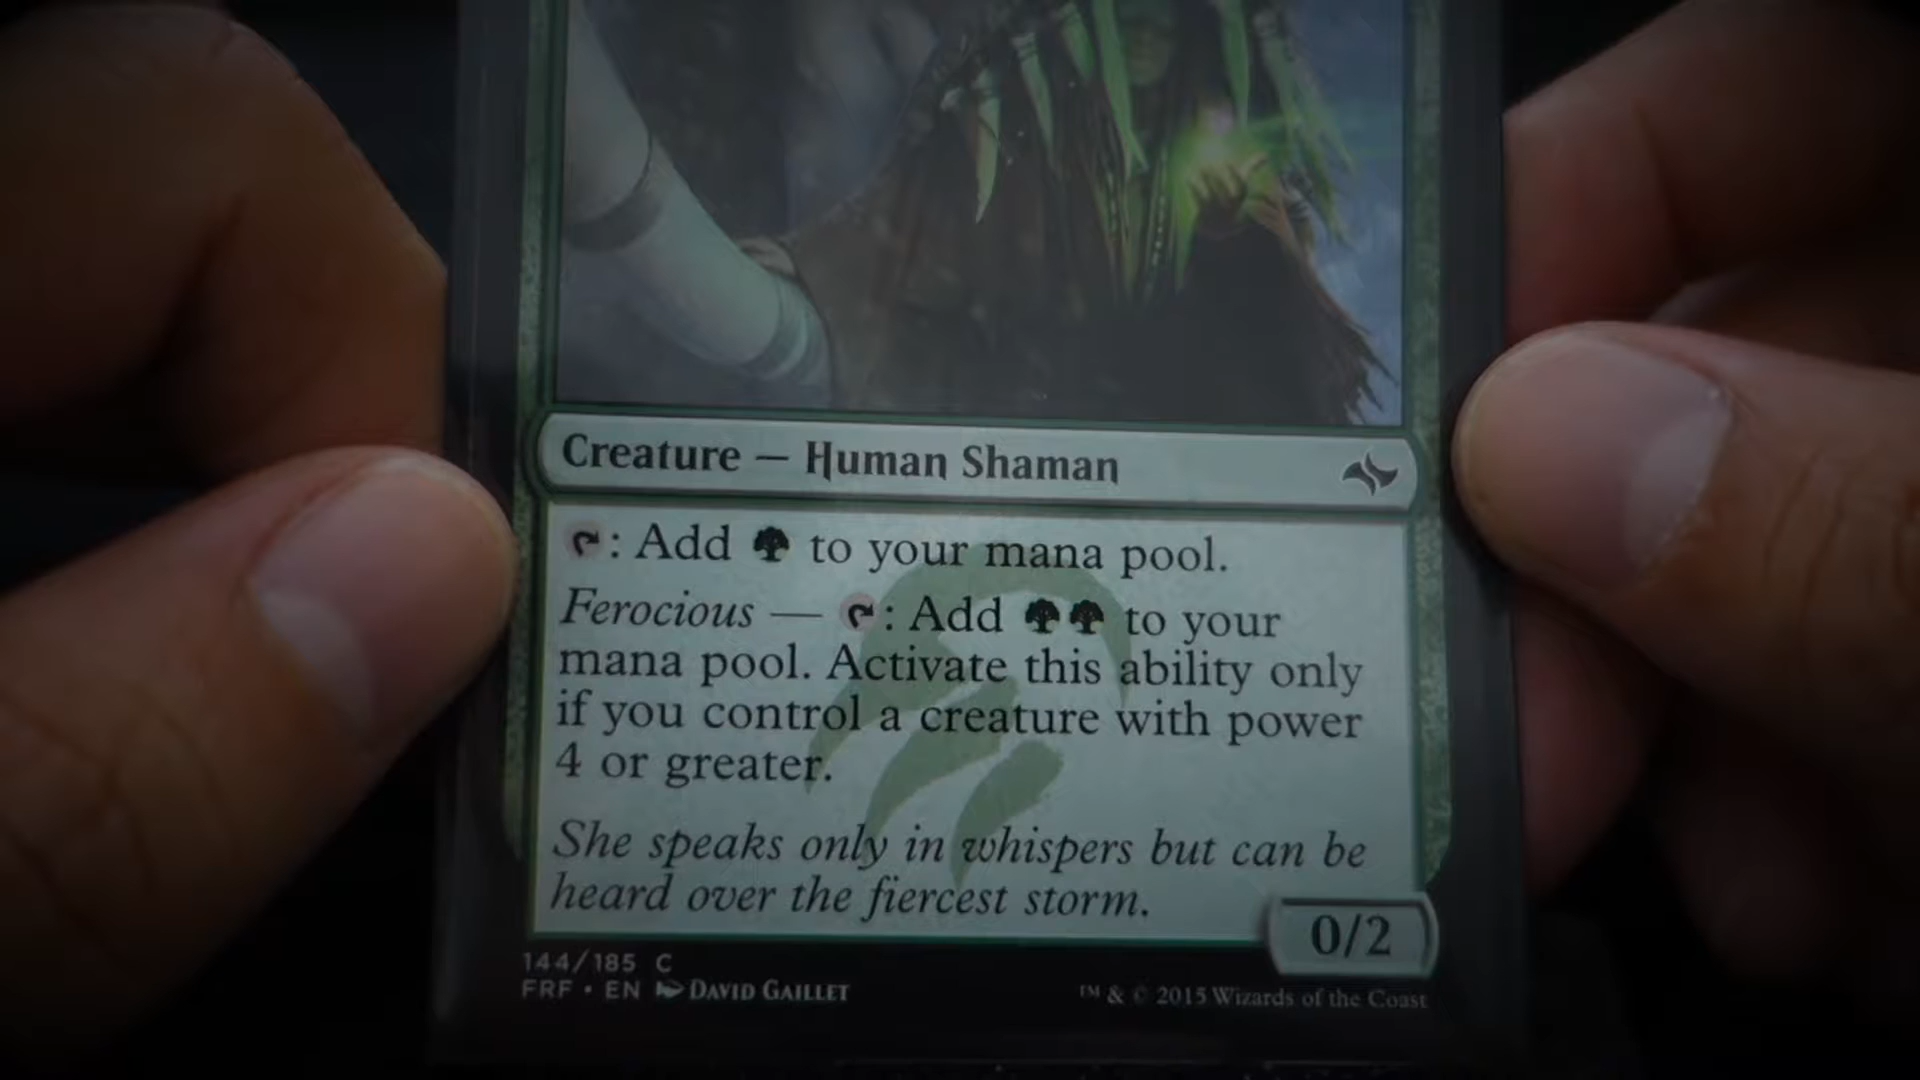 Creature — Human Shaman
: Add to your mana pool.
Ferocious — : Add to your
mana pool. Activate this ability only
if you control a creature with power
4 or greater.
She speaks only in whispers but can be
heard over the fiercest storm.
0/2
144/185 C
FRF • EN DAVID GAILLET
™ & © 2015 Wizards of the Coast